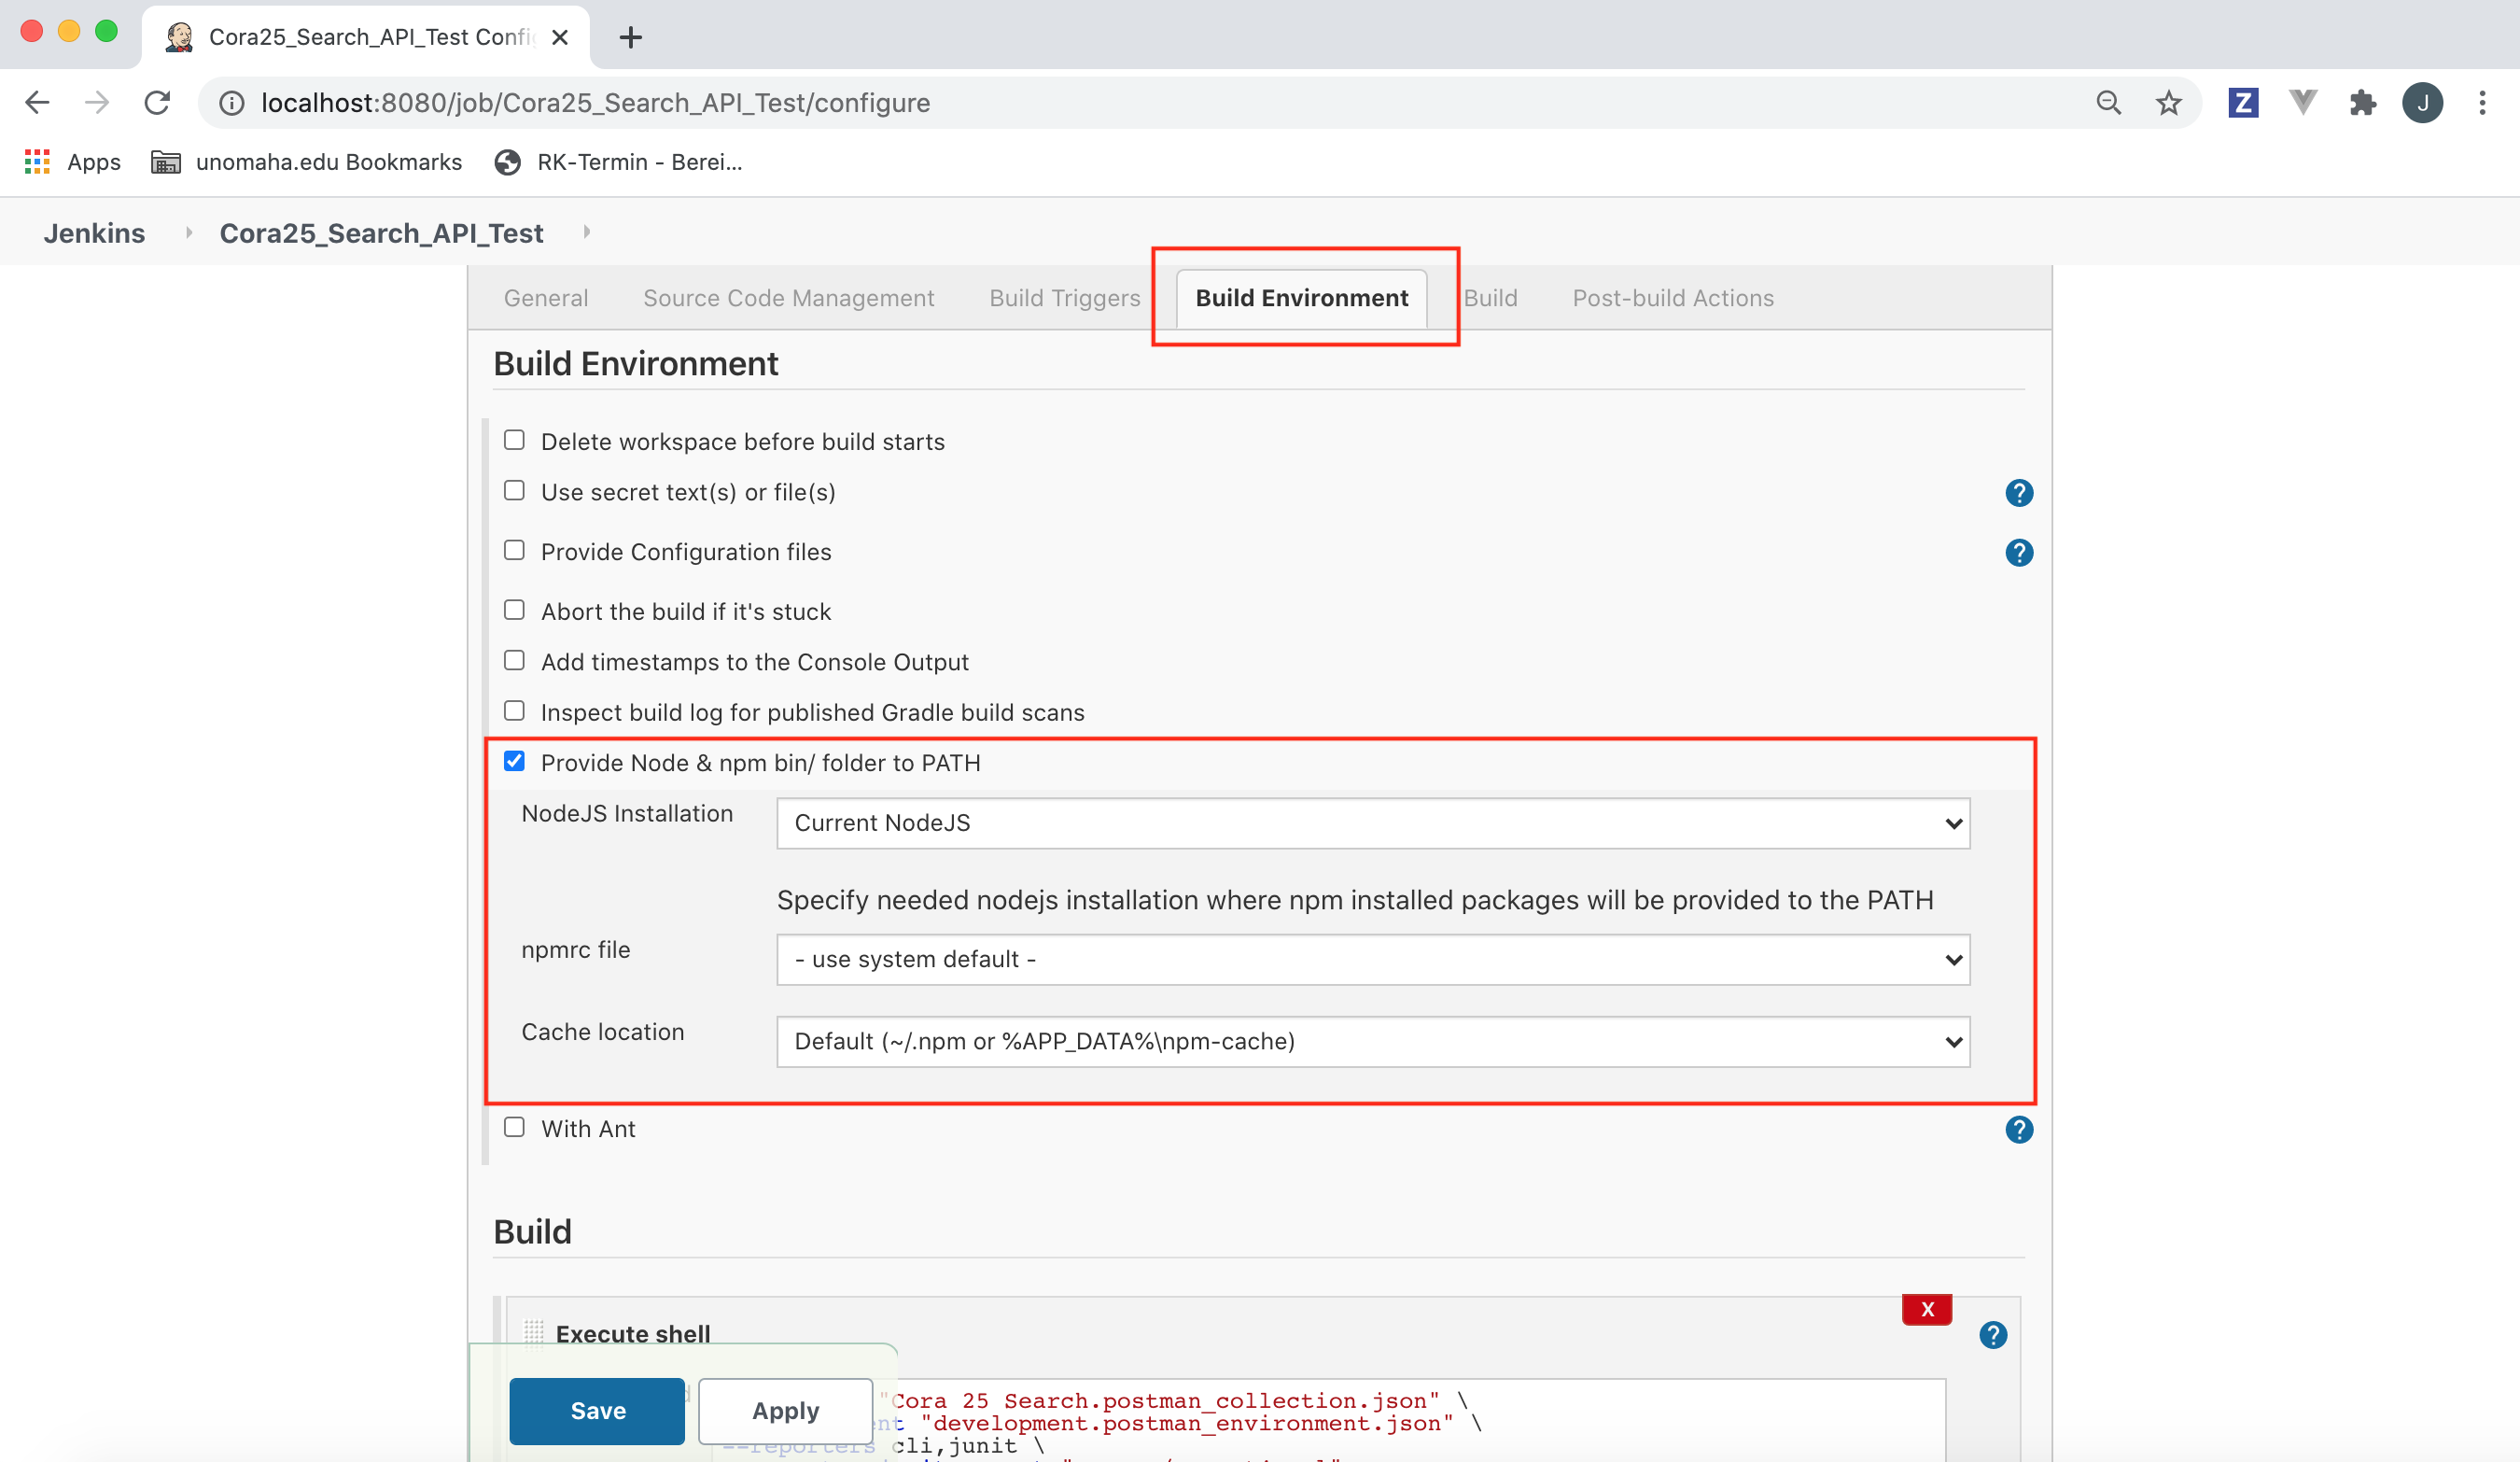 Cora25_Search_API_Test Confi
localhost:8080/job/Cora25_Search_API_Test/configure
Z
J
Apps
unomaha.edu Bookmarks
RK-Termin - Berei...
Jenkins
Cora25_Search_API_Test
General
Source Code Management
Build Triggers
Build Environment
Build
Post-build Actions
Build Environment
Delete workspace before build starts
Use secret text(s) or file(s)
?
Provide Configuration files
?
Abort the build if it's stuck
Add timestamps to the Console Output
Inspect build log for published Gradle build scans
Provide Node & npm bin/ folder to PATH
NodeJS Installation
Current NodeJS
Specify needed nodejs installation where npm installed packages will be provided to the PATH
npmrc file
- use system default -
Cache location
Default (~/.npm or %APP_DATA%\npm-cache)
With Ant
?
Build
X
Execute shell
?
Save
Apply
"Cora 25 Search.postman_collection.json" \
"development.postman_environment.json" \
--reporters cli,junit \